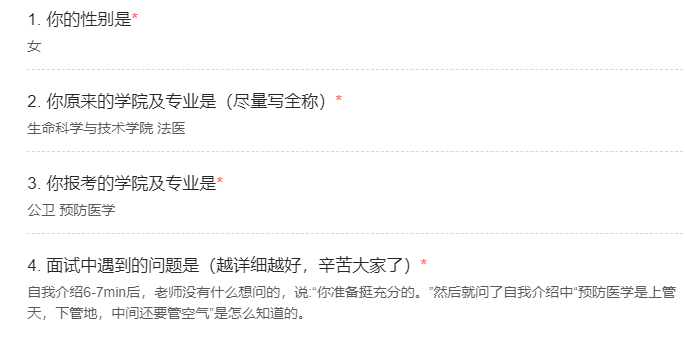 1. 你的性别是*
女
2. 你原来的学院及专业是（尽量写全称）*
生命科学与技术学院 法医
3. 你报考的学院及专业是*
公卫 预防医学
4. 面试中遇到的问题是（越详细越好，辛苦大家了）*
自我介绍6-7min后，老师没有什么想问的，说:“你准备挺充分的。”然后就问了自我介绍中“预防医学是上管
天，下管地，中间还要管空气”是怎么知道的。